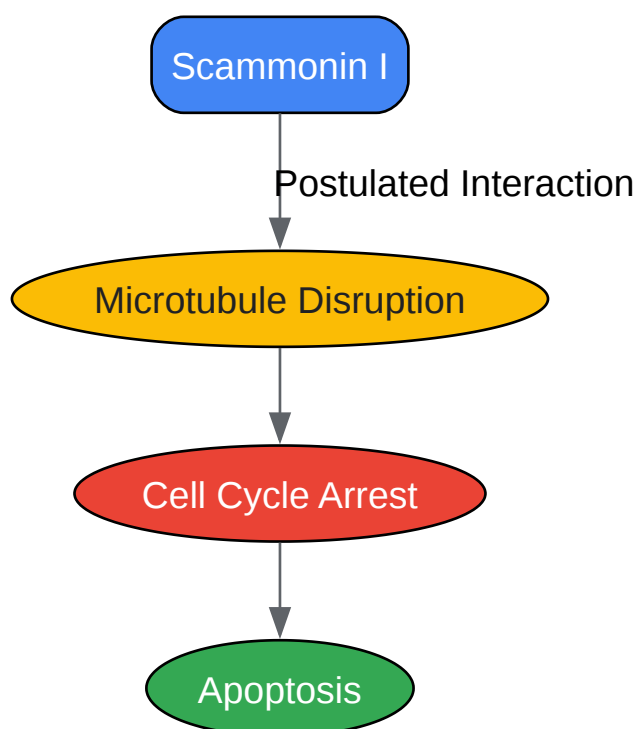 Scammonin I
Postulated Interaction
Microtubule Disruption
Cell Cycle Arrest
Apoptosis